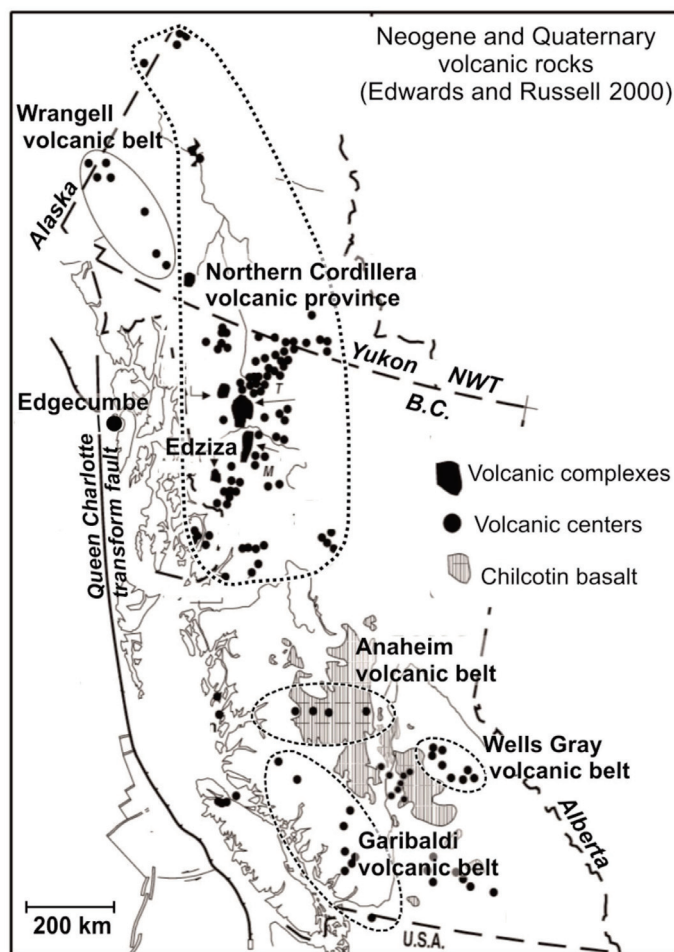 Neogene and Quaternary
volcanic rocks
(Edwards and Russell 2000)
Wrangell
volcanic belt
Alaska
Northern Cordillera
volcanic province
Yukon
NWT
B.C.
Edgecumbe
T
Edziza
M
Queen Charlotte
transform fault
Volcanic complexes
Volcanic centers
Chilcotin basalt
Anaheim
volcanic belt
Wells Gray
volcanic belt
Alberta
Garibaldi
volcanic belt
200 km
U.S.A.